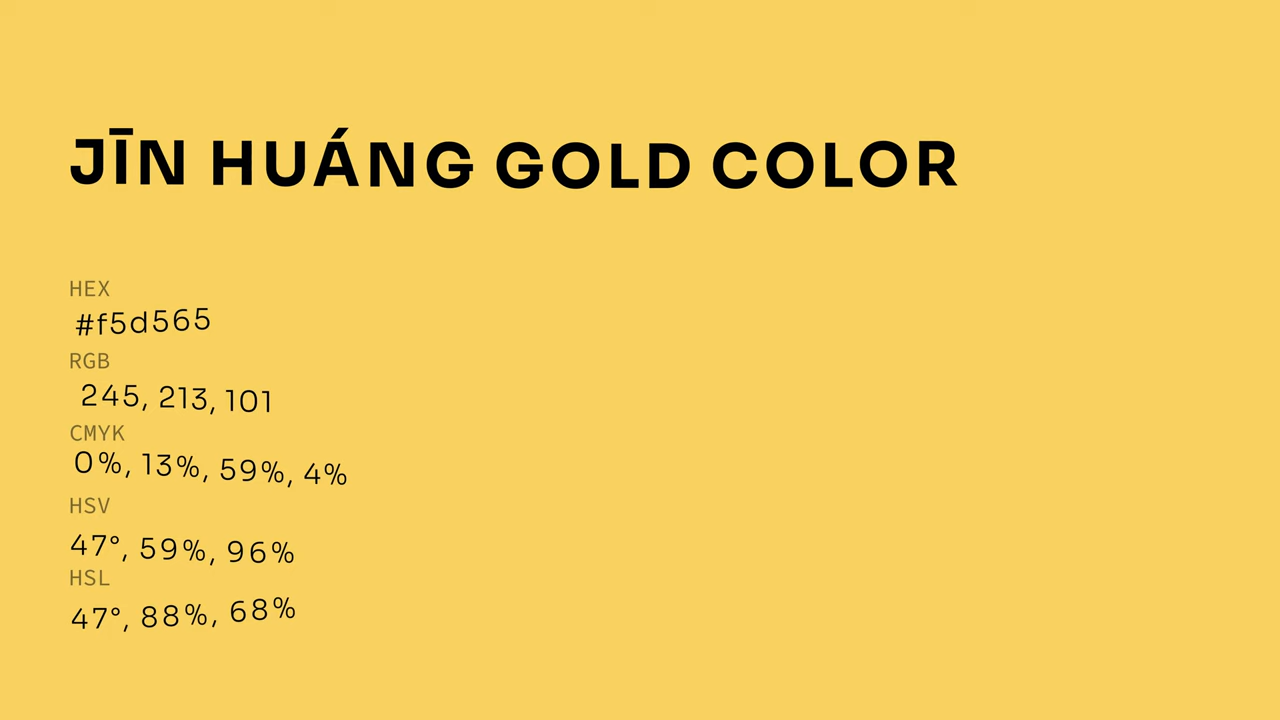 JĪN HUÁNG GOLD COLOR
HEX
#f5d565
RGB
245, 213, 101
CMYK
0%, 13%, 59%, 4%
HSV
47°, 59%, 96%
HSL
47°, 88%, 68%